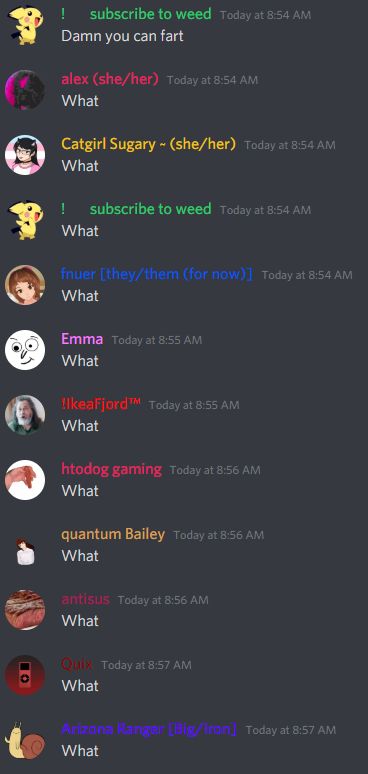 ! subscribe to weed Today at 8:54 AM
Damn you can fart
alex (she/her) Today at 8:54 AM
What
Catgirl Sugary ~ (she/her) Today at 8:54 AM
What
! subscribe to weed Today at 8:54 AM
What
fnuer [they/them (for now)] Today at 8:54 AM
What
Emma Today at 8:55 AM
What
!IkeaFjord™ Today at 8:55 AM
What
htodog gaming Today at 8:56 AM
What
quantum Bailey Today at 8:56 AM
What
antisus Today at 8:56 AM
What
Quix Today at 8:57 AM
What
Arizona Ranger [Big/Iron] Today at 8:57 AM
What